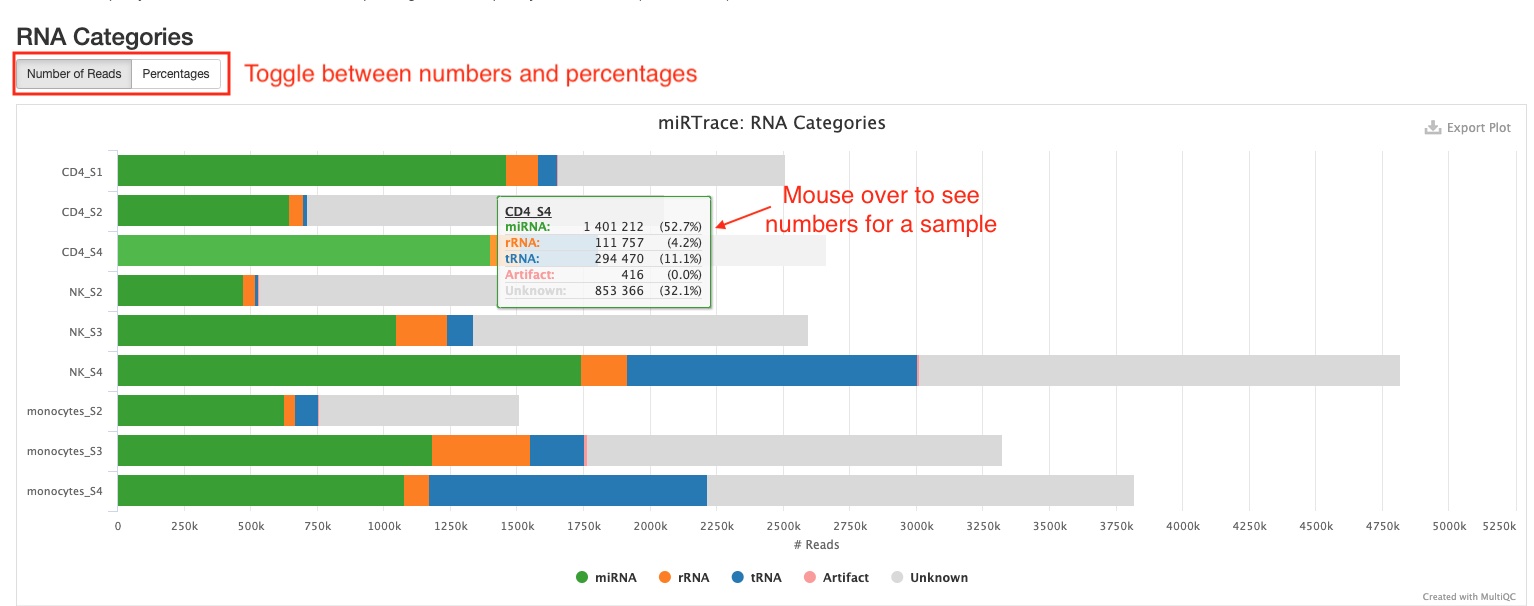 RNA Categories
Number of Reads Percentages Toggle between numbers and percentages
miRTrace: RNA Categories
Export Plot
CD4_S1
CD4_S2
CD4_S4
NK_S2
NK_S3
NK_S4
monocytes_S2
monocytes_S3
monocytes_S4
CD4_S4
miRNA: 1 401 212 (52.7%)
rRNA: 111 757 (4.2%)
tRNA: 294 470 (11.1%)
Artifact: 416 (0.0%)
Unknown: 853 366 (32.1%)
Mouse over to see
numbers for a sample
0 250k 500k 750k 1000k 1250k 1500k 1750k 2000k 2250k 2500k 2750k 3000k 3250k 3500k 3750k 4000k 4250k 4500k 4750k 5000k 5250k
# Reads
miRNA rRNA tRNA Artifact Unknown
Created with MultiQC